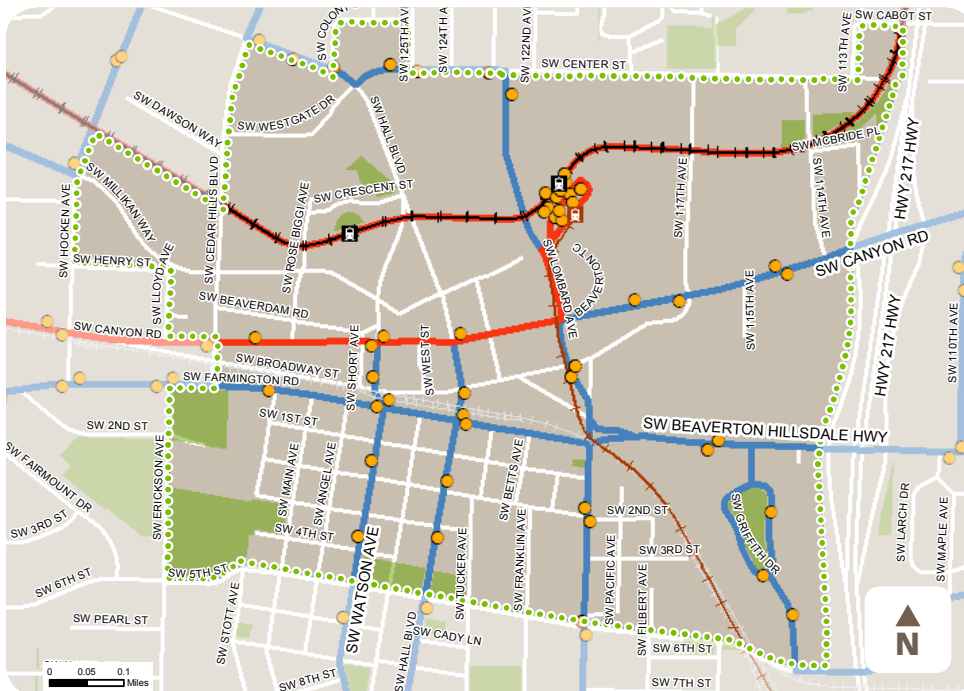 SW CABOT ST
SW COLONY
SW 125TH AVE
SW 124TH AVE
SW 122ND AVE
SW 113TH AVE
SW CENTER ST
HWY 217 HWY
SW DAWSON WAY
SW WESTGATE DR
SW HALL BLVD
SW MCBRIDE PL
SW MILLIKAN WAY
SW HOCKEN AVE
SW CEDAR HILLS BLVD
SW CRESCENT ST
SW ROSE BIGGI AVE
SW 117TH AVE
SW 114TH AVE
SW HENRY ST
SW LLOYD AVE
SW LOMBARD AVE
BEAVERTON TC
SW CANYON RD
SW BEAVERDAM RD
SW 115TH AVE
HWY 217 HWY
SW 110TH AVE
SW CANYON RD
SW SHORT AVE
SW WEST ST
SW BROADWAY ST
SW FARMINGTON RD
SW 1ST ST
SW 2ND ST
SW BEAVERTON HILLSDALE HWY
SW FAIRMOUNT DR
SW ERICKSON AVE
SW MAIN AVE
SW ANGEL AVE
SW BETTS AVE
SW 3RD ST
SW 4TH ST
SW 2ND ST
SW GRIFFITH DR
SW LARCH DR
SW MAPLE AVE
SW 3RD ST
SW 5TH ST
SW 6TH ST
SW WATSON AVE
SW TUCKER AVE
SW FRANKLIN AVE
SW PACIFIC AVE
SW FILBERT AVE
SW PEARL ST
SW STOTT AVE
SW HALL BLVD
SW CADY LN
SW 6TH ST
SW 8TH ST
SW 7TH ST
N
0 0.05 0.1
Miles